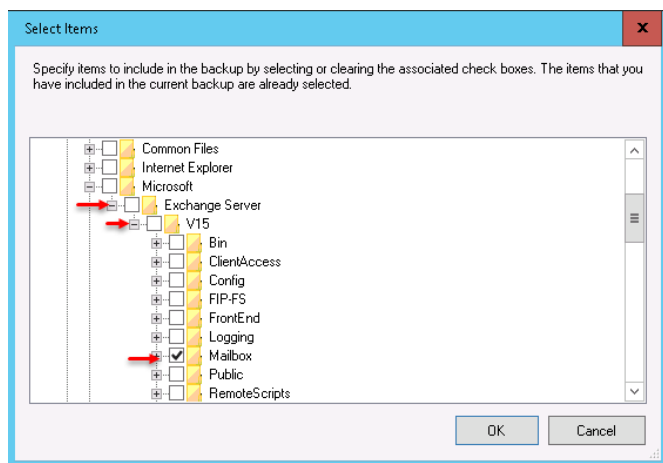 Select Items
x
Specify items to include in the backup by selecting or clearing the associated check boxes. The items that you
have included in the current backup are already selected.
Common Files
Internet Explorer
Microsoft
Exchange Server
V15
Bin
ClientAccess
Config
FIP-FS
FrontEnd
Logging
Mailbox
Public
RemoteScripts
OK Cancel